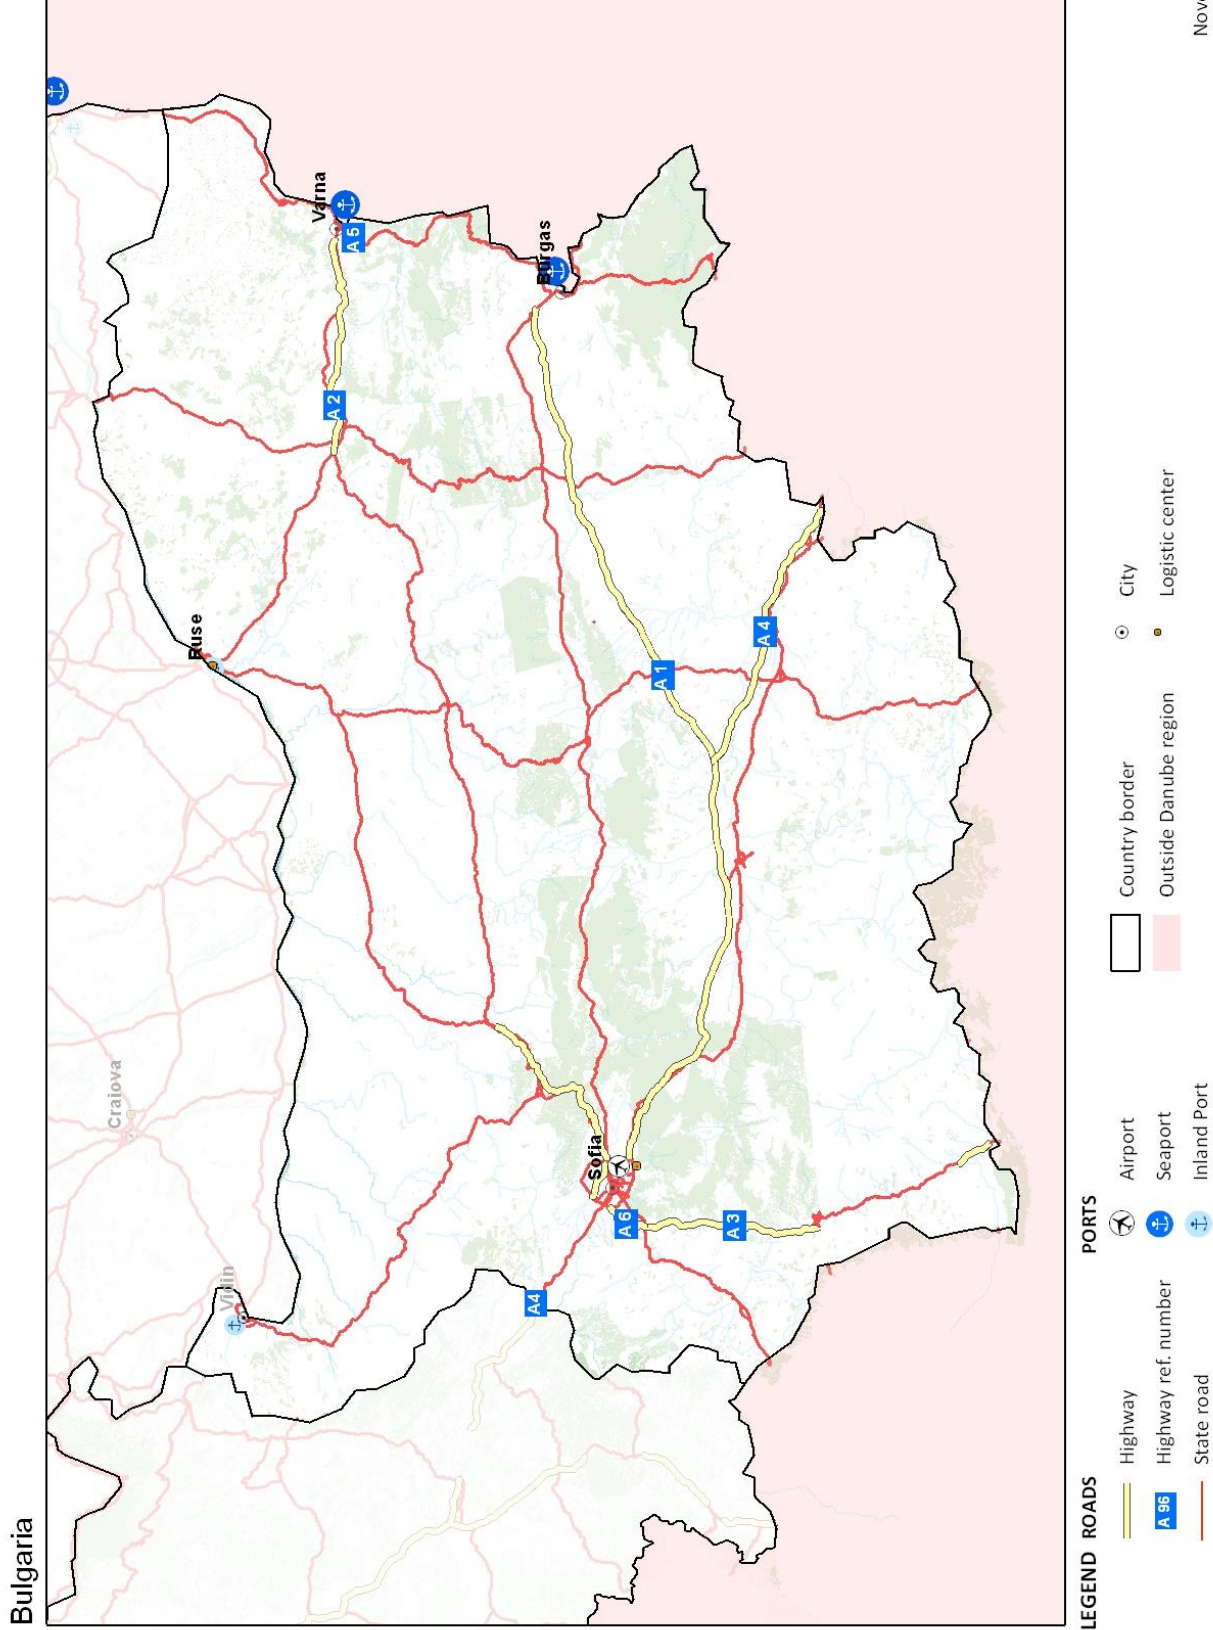 Bulgaria
Craiova
Vidin
Ruse
Varna
Burgas
Sofia
A 5
A 2
A 1
A 4
A4
A 6
A 3
LEGEND ROADS
Highway
A 96 Highway ref. number
State road
PORTS
Airport
Seaport
Inland Port
Country border
Outside Danube region
City
Logistic center